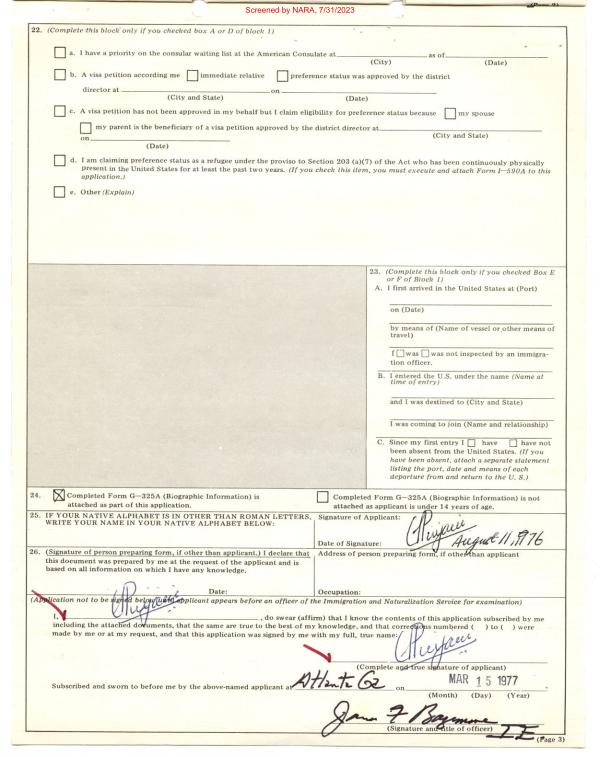 Screened by NARA, 7/31/2023
22. (Complete this block only if you checked box A or D of block 1)
a. I have a priority on the consular waiting list at the American Consulate at as of
(City) (Date)
b. A visa petition according me immediate relative preference status was approved by the district
director at on
(City and State) (Date)
c. A visa petition has not been approved in my behalf but I claim eligibility for preference status because my spouse
my parent is the beneficiary of a visa petition approved by the district director at
on (City and State)
(Date)
d. I am claiming preference status as a refugee under the proviso to Section 203 (a)(7) of the Act who has been continuously physically
present in the United States for at least the past two years. (If you check this item, you must execute and attach Form I—590A to this
application.)
e. Other (Explain)
23. (Complete this block only if you checked Box E
or F of Block 1)
A. I first arrived in the United States at (Port)
on (Date)
by means of (Name of vessel or other means of
travel)
I was was not inspected by an immigra-
tion officer.
B. I entered the U.S. under the name (Name at
time of entry)
and I was destined to (City and State)
I was coming to join (Name and relationship)
C. Since my first entry I have have not
been absent from the United States. (If you
have been absent, attach a separate statement
listing the port, date and means of each
departure from and return to the U.S.)
24. Completed Form G—325A (Biographic Information) is
attached as part of this application.
Completed Form G—325A (Biographic Information) is not
attached as applicant is under 14 years of age.
25. IF YOUR NATIVE ALPHABET IS IN OTHER THAN ROMAN LETTERS,
WRITE YOUR NAME IN YOUR NATIVE ALPHABET BELOW:
Signature of Applicant:
Date of Signature: August 11, 1976
26. (Signature of person preparing form, if other than applicant.) I declare that
this document was prepared by me at the request of the applicant and is
based on all information on which I have any knowledge.
Date:
Address of person preparing form, if other than applicant
Occupation:
(Application not to be signed below until applicant appears before an officer of the Immigration and Naturalization Service for examination)
I, , do swear (affirm) that I know the contents of this application subscribed by me
including the attached documents, that the same are true to the best of my knowledge, and that corrections numbered ( ) to ( ) were
made by me or at my request, and that this application was signed by me with my full, true name:
(Complete and true signature of applicant)
Subscribed and sworn to before me by the above-named applicant at Atlanta Ga on MAR 15 1977
(Month) (Day) (Year)
(Signature and title of officer)
(Page 3)